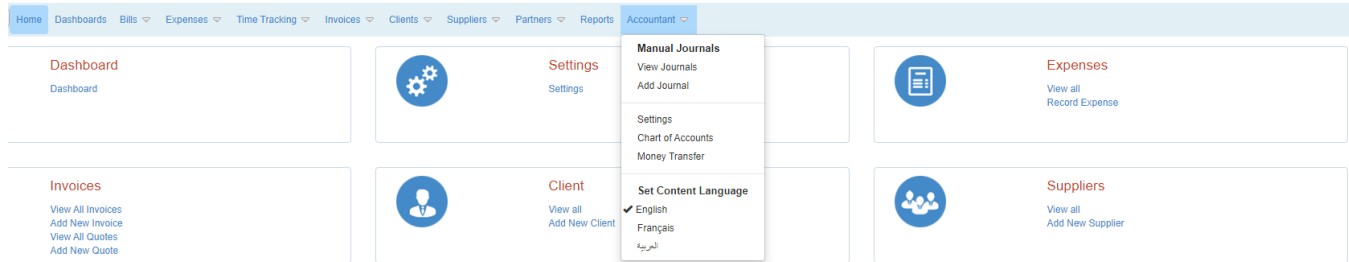 Home Dashboards Bills Expenses Time Tracking Invoices Clients Suppliers Partners Reports Accountant
Manual Journals
View Journals
Add Journal
Settings
Chart of Accounts
Money Transfer
Set Content Language
English
Français
العربية
Dashboard
Dashboard
Settings
Settings
Expenses
View all
Record Expense
Invoices
View All Invoices
Add New Invoice
View All Quotes
Add New Quote
Client
View all
Add New Client
Suppliers
View all
Add New Supplier